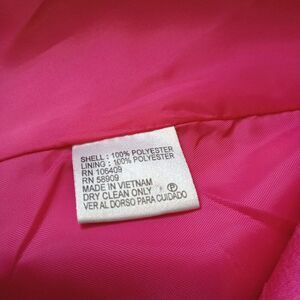 SHELL : 100% POLYESTER
LINING : 100% POLYESTER
RN 106409
RN 58909
MADE IN VIETNAM
DRY CLEAN ONLY Ⓟ
VER AL DORSO PARA CUIDADO